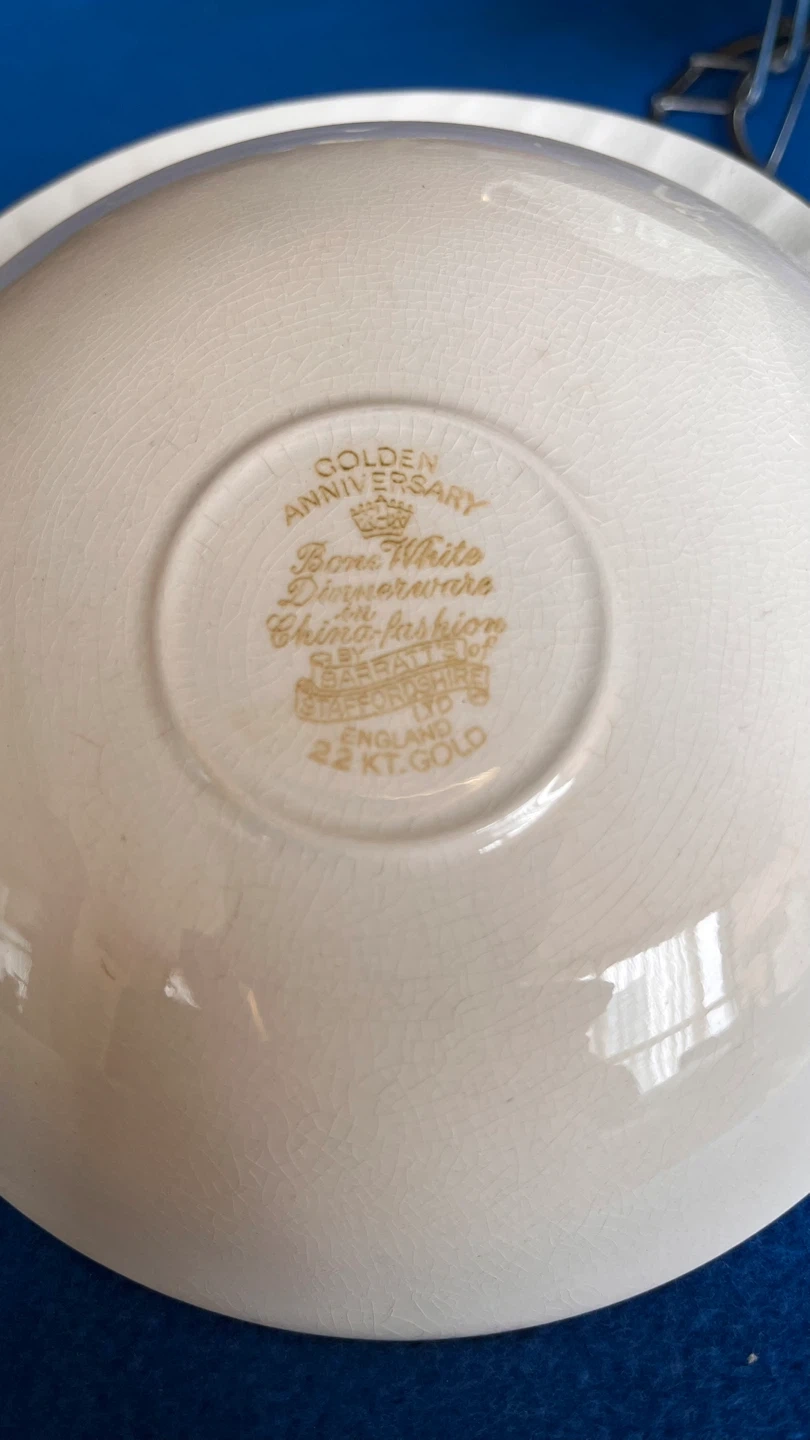 GOLDEN
ANNIVERSARY
Bone White
Dinnerware
in
China-fashion
BY
BARRATT'S of
STAFFORDSHIRE
LTD
ENGLAND
22 KT. GOLD